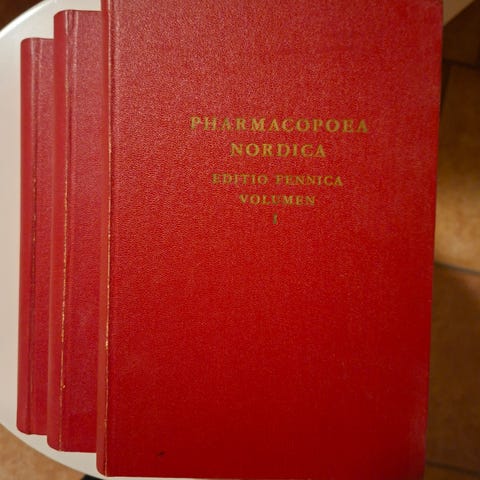 PHARMACOPOEA
NORDICA
EDITIO FENNICA
VOLUMEN
I